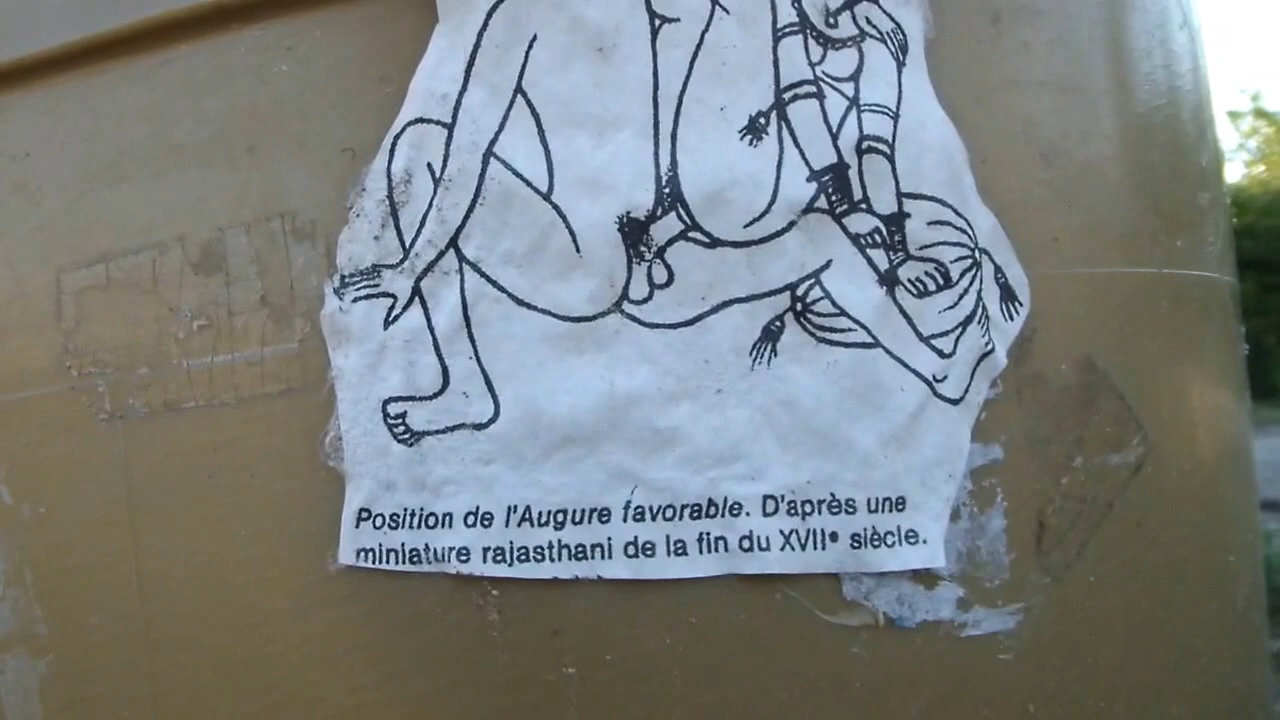 Position de l'Augure favorable. D'après une
miniature rajasthani de la fin du XVIIe siècle.